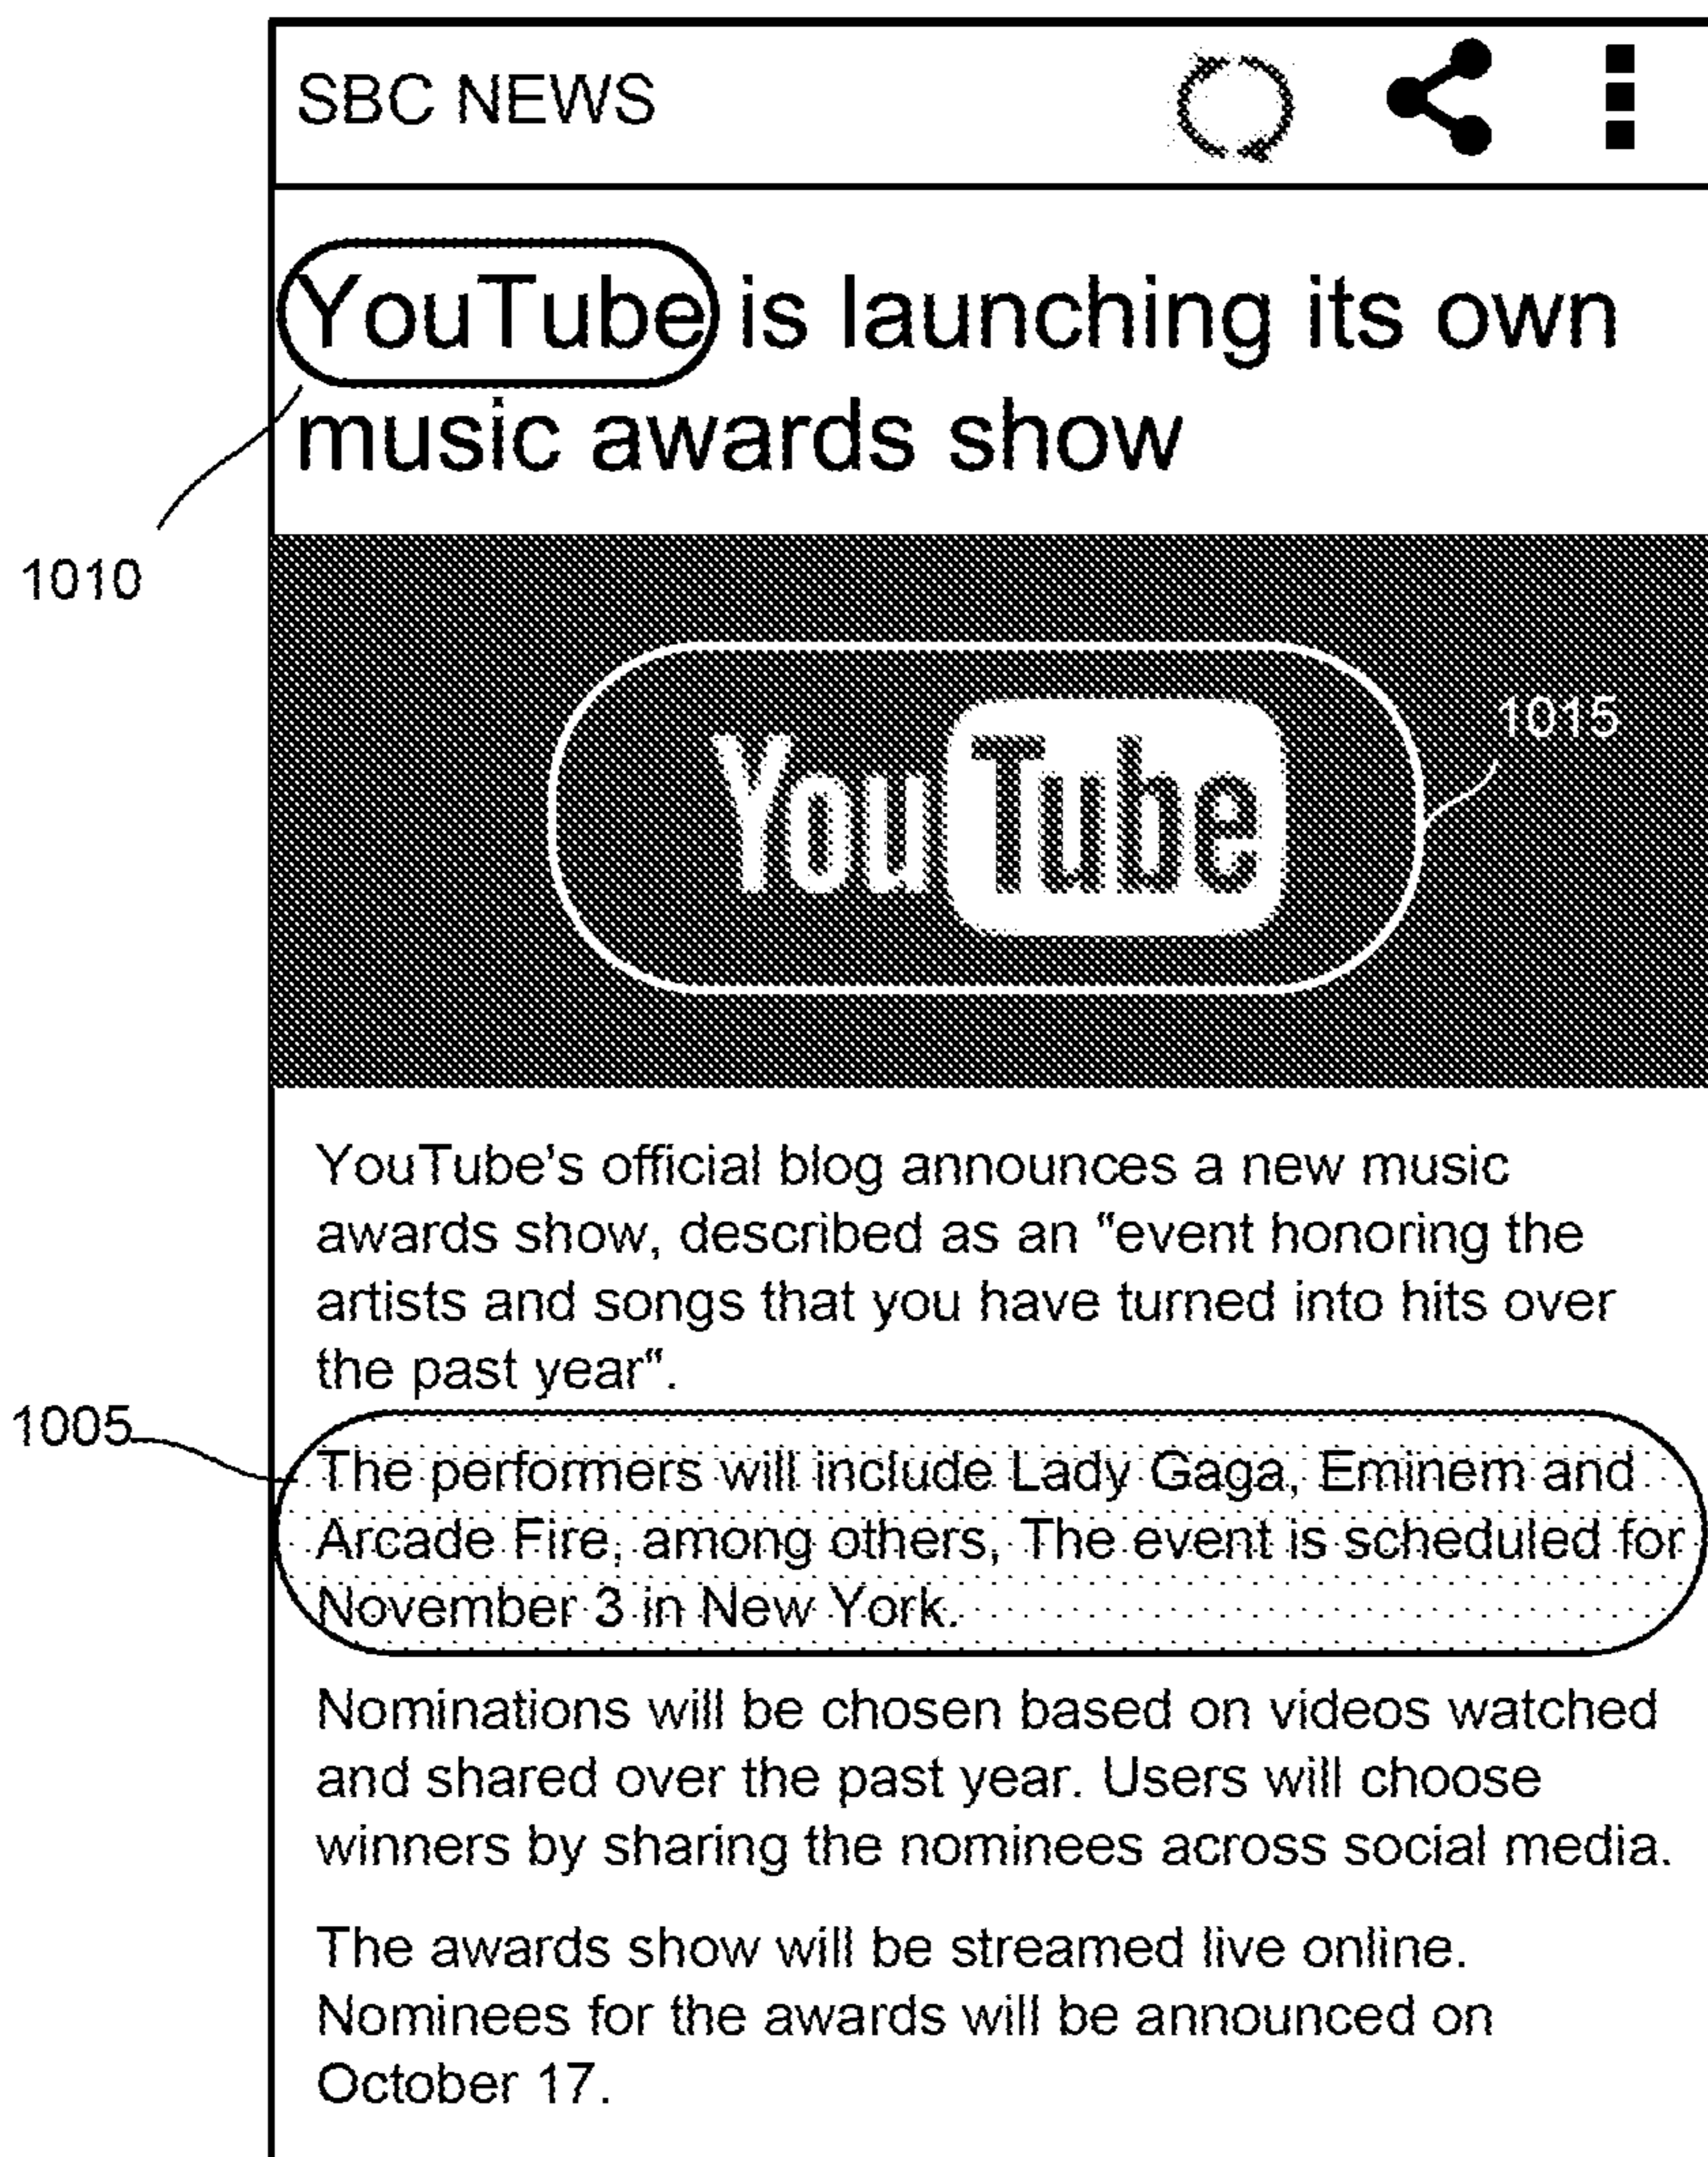 SBC NEWS
YouTube is launching its own
music awards show
1010
1015
YouTube
YouTube's official blog announces a new music
awards show, described as an “event honoring the
artists and songs that you have turned into hits over
the past year“.
1005
The performers will include Lady Gaga, Eminem and
Arcade Fire, among others, The event is scheduled for
November 3 in New York.
Nominations will be chosen based on videos watched
and shared over the past year. Users will choose
winners by sharing the nominees across social media.
The awards show will be streamed live online.
Nominees for the awards will be announced on
October 17.